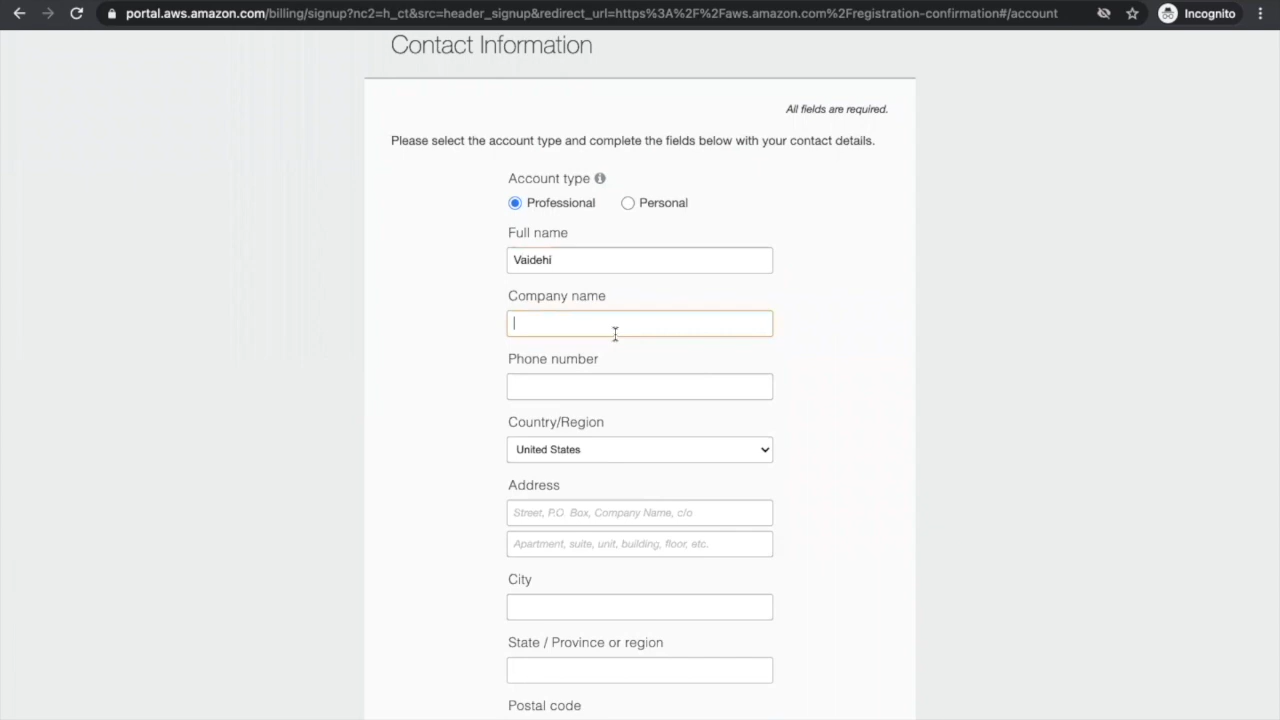 portal.aws.amazon.com/billing/signup?nc2=h_ct&src=header_signup&redirect_url=https%3A%2F%2Faws.amazon.com%2Fregistration-confirmation#/account
Incognito
Contact Information
All fields are required.
Please select the account type and complete the fields below with your contact details.
Account type
Professional Personal
Full name
Vaidehi
Company name
Phone number
Country/Region
United States
Address
Street, P.O Box, Company Name, c/o
Apartment, suite, unit, building, floor, etc.
City
State / Province or region
Postal code